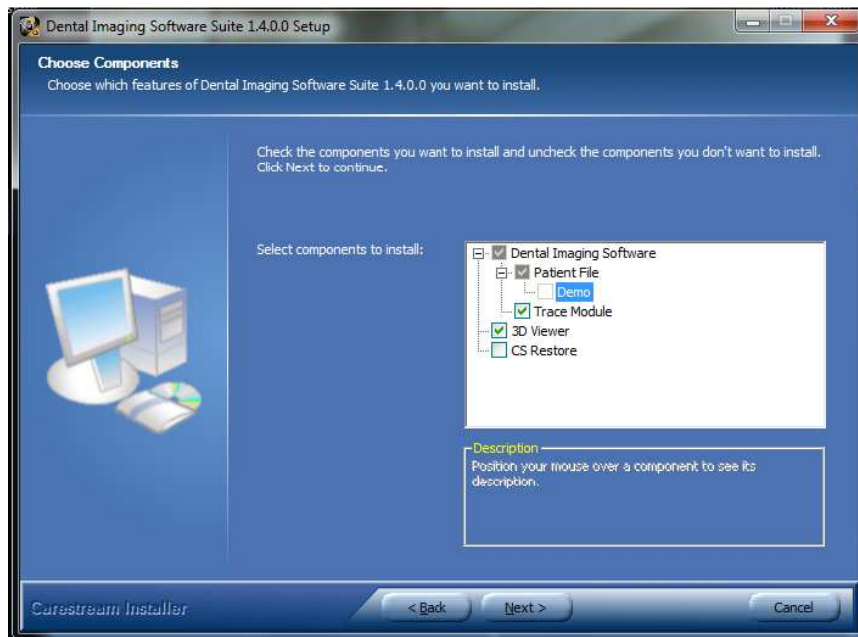 Dental Imaging Software Suite 1.4.0.0 Setup
Choose Components
Choose which features of Dental Imaging Software Suite 1.4.0.0 you want to install.
Check the components you want to install and uncheck the components you don't want to install.
Click Next to continue.
Select components to install:
Dental Imaging Software
Patient File
Demo
Trace Module
3D Viewer
CS Restore
Description
Position your mouse over a component to see its
description.
Carestream Installer
< Back
Next >
Cancel